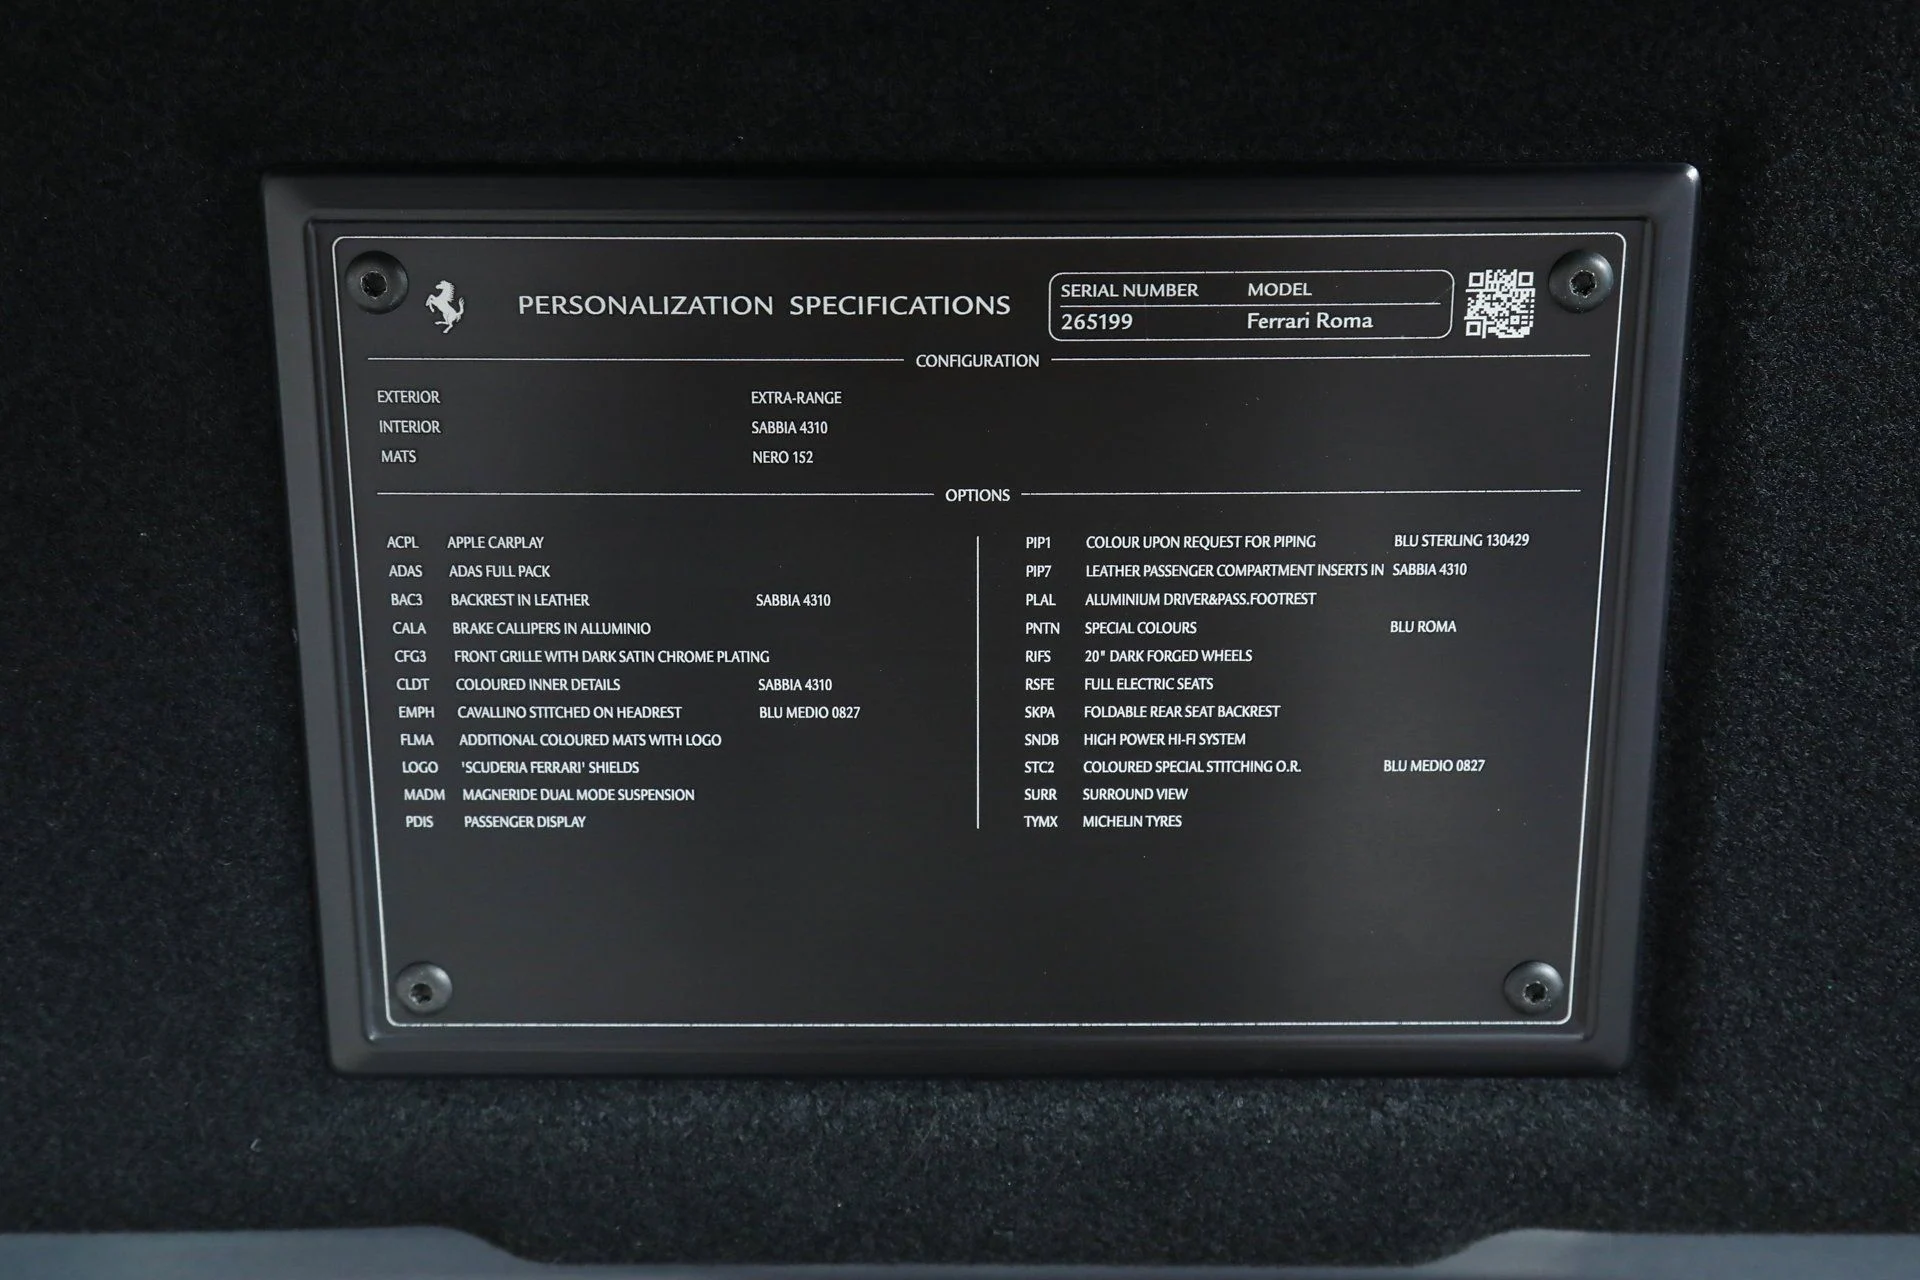 PERSONALIZATION SPECIFICATIONS
SERIAL NUMBER MODEL
265199 Ferrari Roma
CONFIGURATION
EXTERIOR EXTRA-RANGE
INTERIOR SABBIA 4310
MATS NERO 152
OPTIONS
ACPL APPLE CARPLAY
ADAS ADAS FULL PACK
BAC3 BACKREST IN LEATHER SABBIA 4310
CALA BRAKE CALLIPERS IN ALLUMINIO
CFG3 FRONT GRILLE WITH DARK SATIN CHROME PLATING
CLDT COLOURED INNER DETAILS SABBIA 4310
EMPH CAVALLINO STITCHED ON HEADREST BLU MEDIO 0827
FLMA ADDITIONAL COLOURED MATS WITH LOGO
LOGO 'SCUDERIA FERRARI' SHIELDS
MADM MAGNERIDE DUAL MODE SUSPENSION
PDIS PASSENGER DISPLAY
PIP1 COLOUR UPON REQUEST FOR PIPING BLU STERLING 130429
PIP7 LEATHER PASSENGER COMPARTMENT INSERTS IN SABBIA 4310
PLAL ALUMINIUM DRIVER&PASS.FOOTREST
PNTN SPECIAL COLOURS BLU ROMA
RIFS 20" DARK FORGED WHEELS
RSFE FULL ELECTRIC SEATS
SKPA FOLDABLE REAR SEAT BACKREST
SNDB HIGH POWER HI-FI SYSTEM
STC2 COLOURED SPECIAL STITCHING O.R. BLU MEDIO 0827
SURR SURROUND VIEW
TYMX MICHELIN TYRES